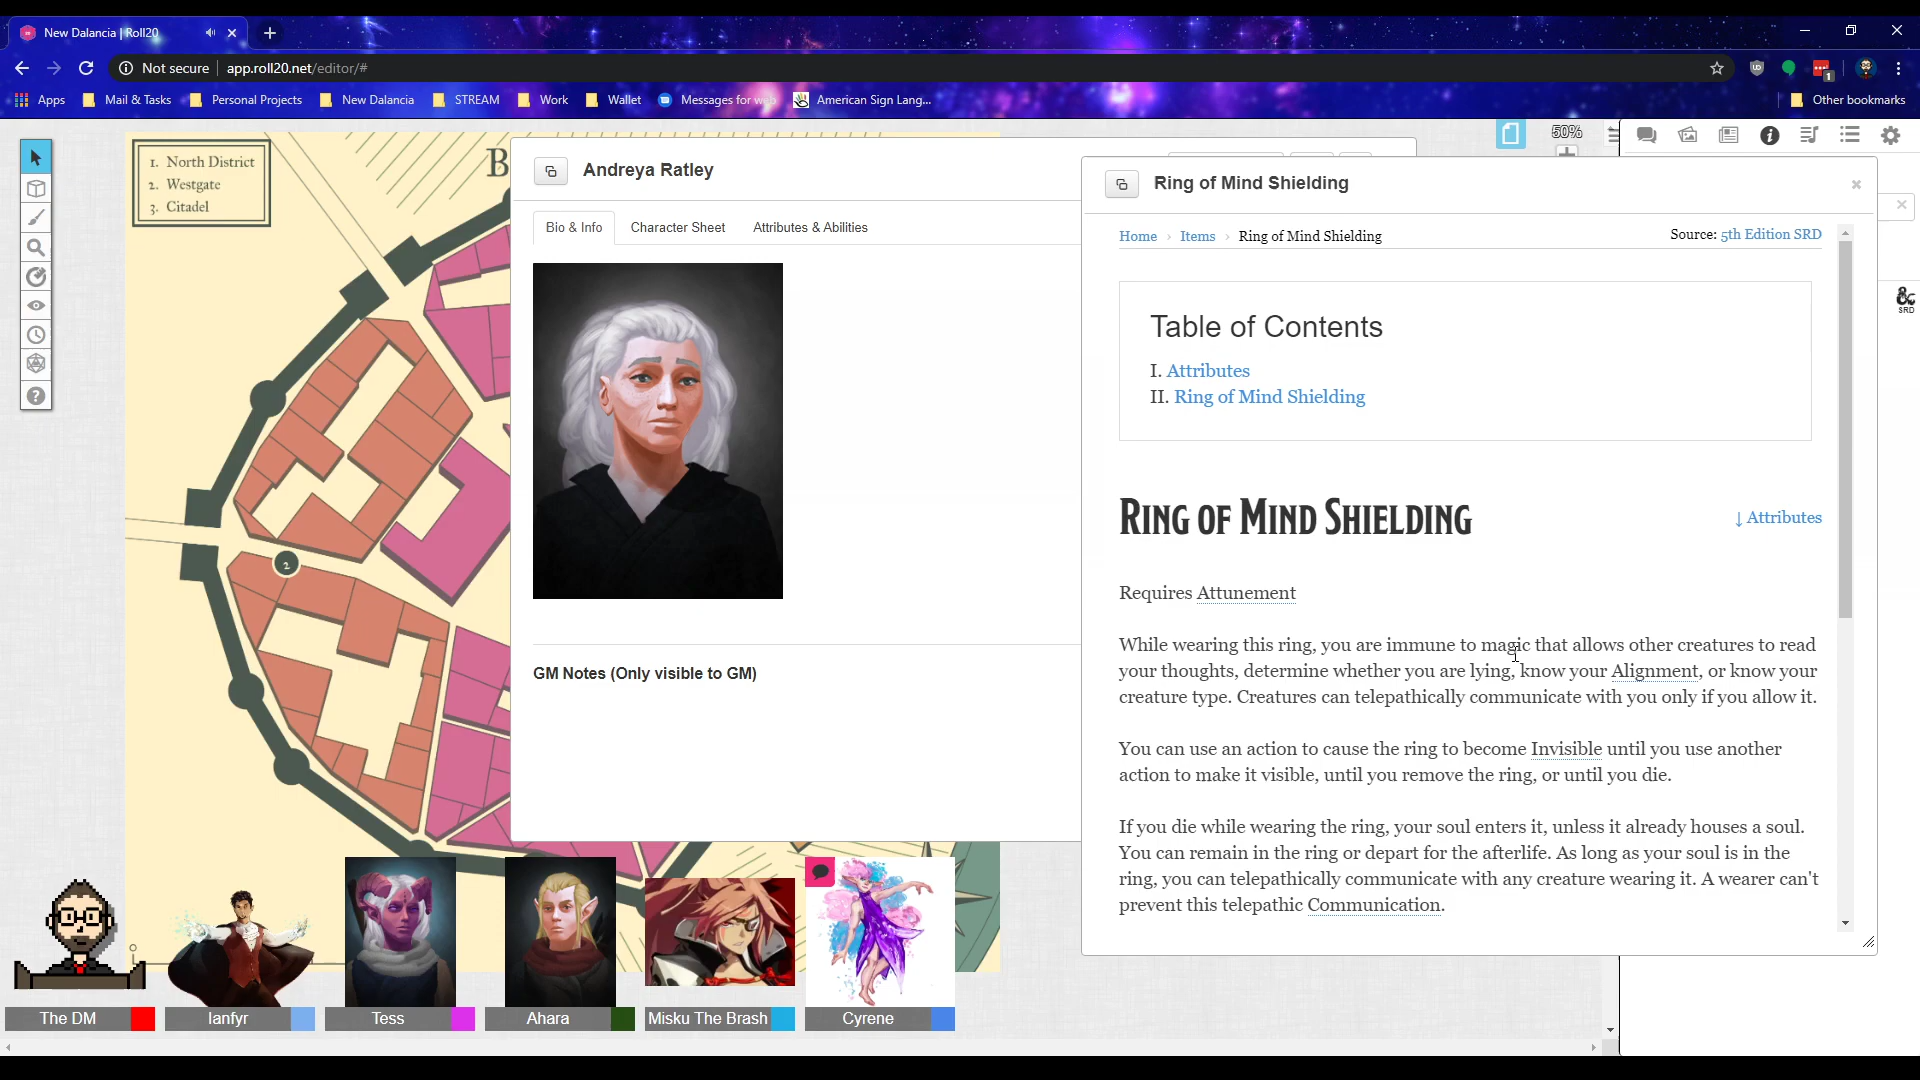 New Dalancia | Roll20
Not secure | app.roll20.net/editor/#
Apps Mail & Tasks Personal Projects New Dalancia STREAM Work Wallet Messages for web American Sign Lang... Other bookmarks
1
1. North District
2. Westgate
3. Citadel
B
50%
Andreya Ratley
Bio & Info Character Sheet Attributes & Abilities
GM Notes (Only visible to GM)
Ring of Mind Shielding
Home › Items › Ring of Mind Shielding
Source: 5th Edition SRD
Table of Contents
I. Attributes
II. Ring of Mind Shielding
Ring of Mind Shielding
↓ Attributes
Requires Attunement
While wearing this ring, you are immune to magic that allows other creatures to read
your thoughts, determine whether you are lying, know your Alignment, or know your
creature type. Creatures can telepathically communicate with you only if you allow it.
You can use an action to cause the ring to become Invisible until you use another
action to make it visible, until you remove the ring, or until you die.
If you die while wearing the ring, your soul enters it, unless it already houses a soul.
You can remain in the ring or depart for the afterlife. As long as your soul is in the
ring, you can telepathically communicate with any creature wearing it. A wearer can't
prevent this telepathic Communication.
SRD
2
0
The DM
Ianfyr
Tess
Ahara
Misku The Brash
Cyrene